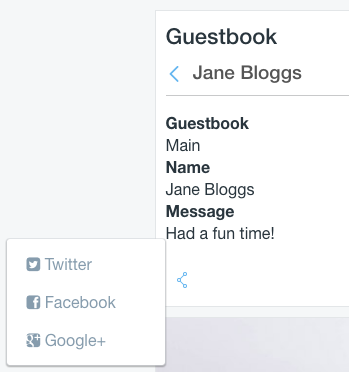 Guestbook
Jane Bloggs
Guestbook
Main
Name
Jane Bloggs
Message
Had a fun time!
Twitter
Facebook
Google+